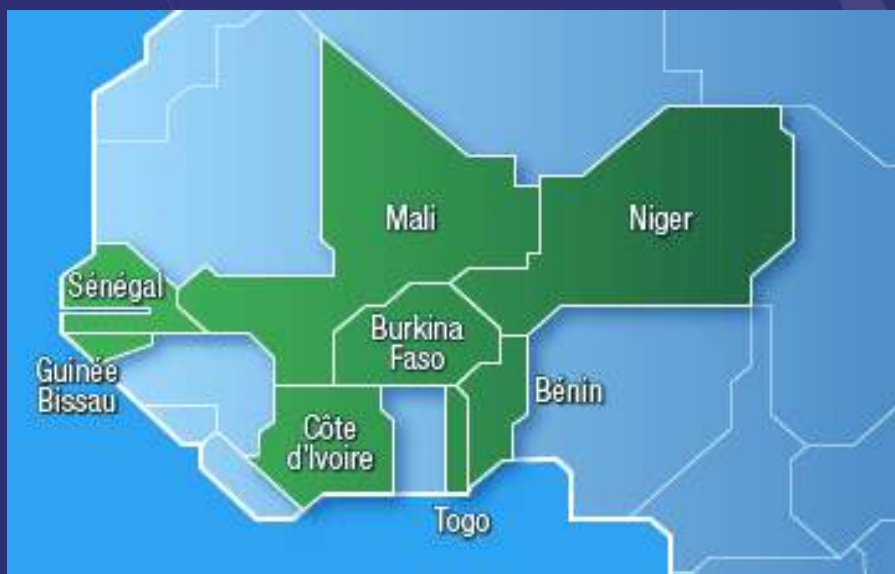 Mali
Niger
Sénégal
Burkina
Faso
Guinée
Bissau
Bénin
Côte
d'Ivoire
Togo